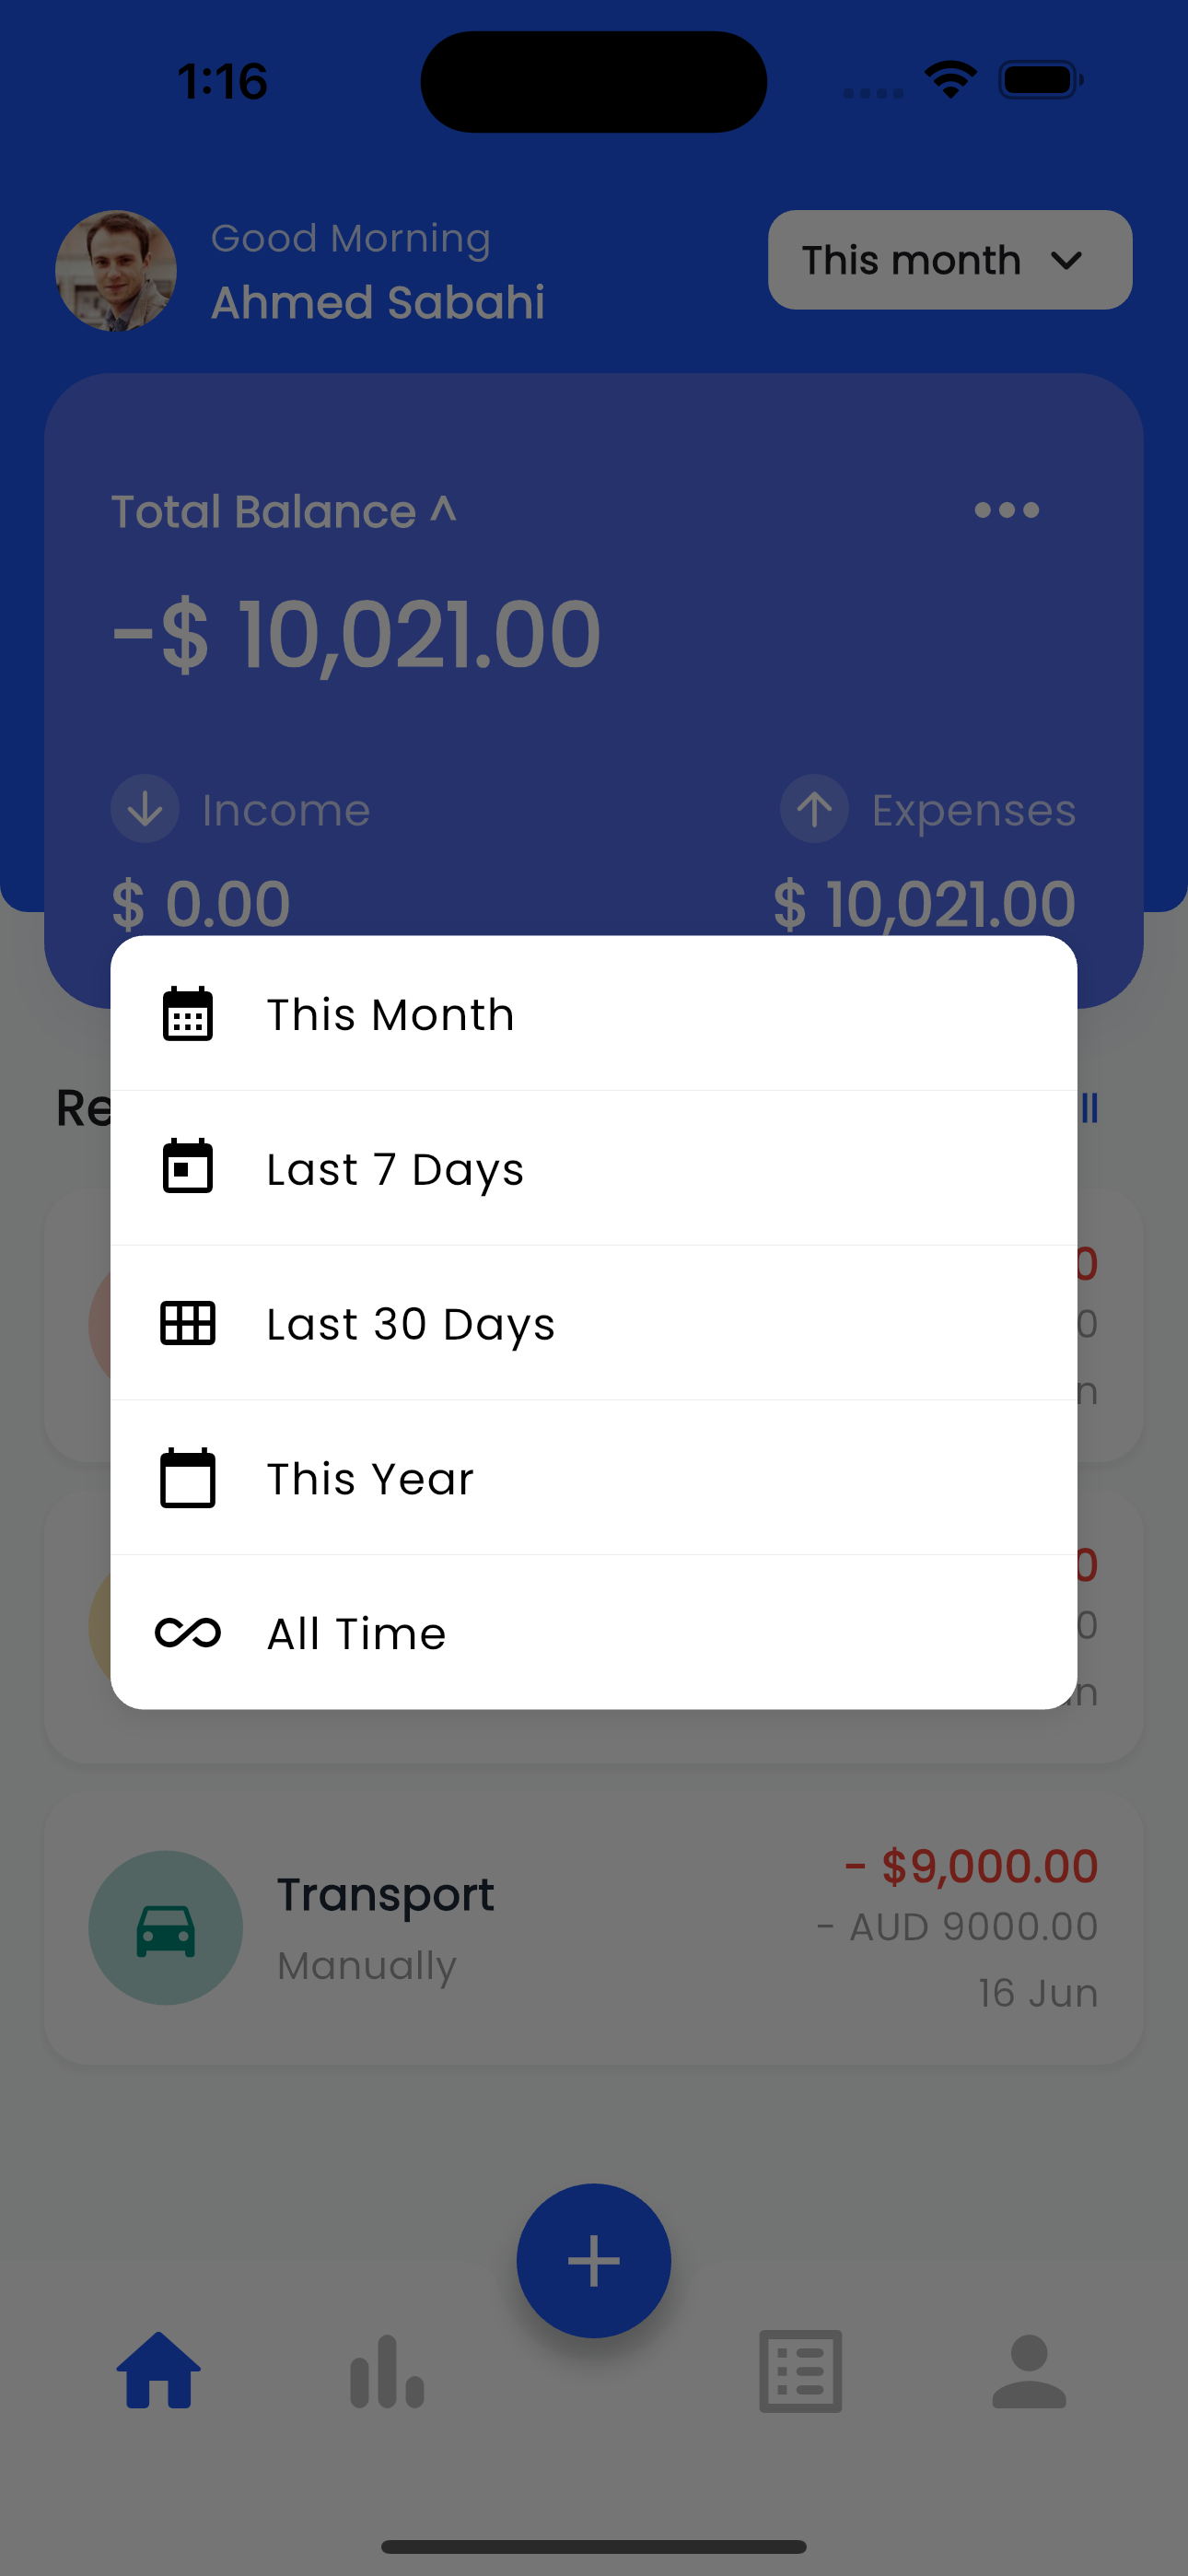 1:16
Good Morning
Ahmed Sabahi
This month
Total Balance ^
-$ 10,021.00
Income
Expenses
$ 0.00
$ 10,021.00
This Month
Last 7 Days
Last 30 Days
This Year
All Time
Transport
Manually
- $9,000.00
- AUD 9000.00
16 Jun